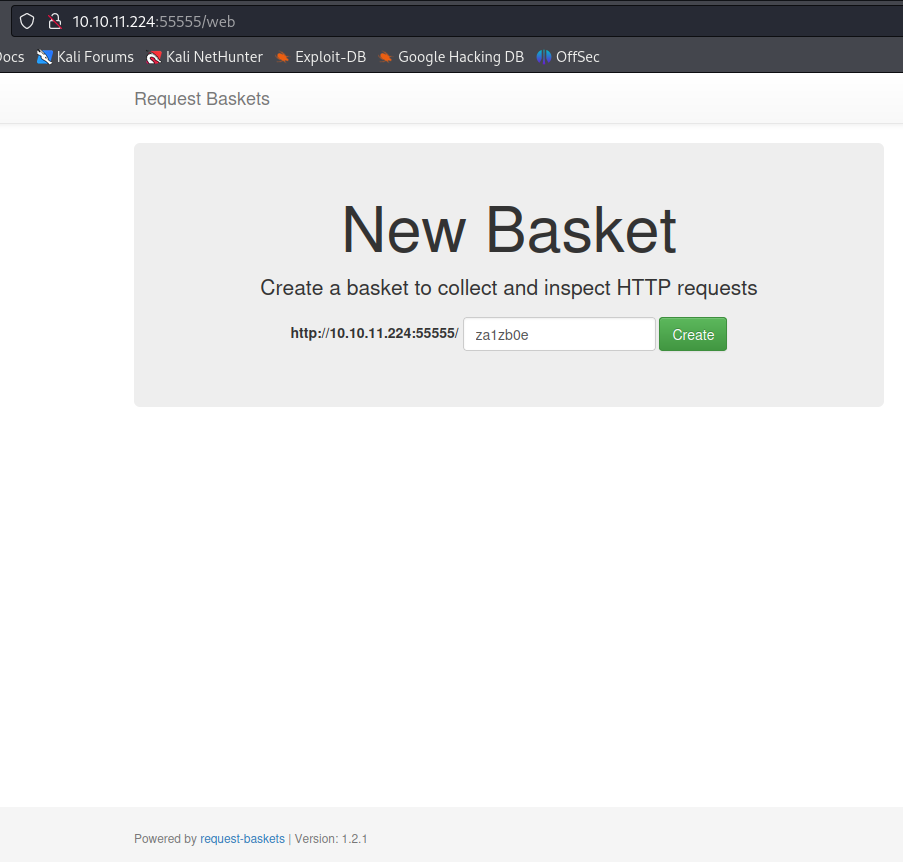 10.10.11.224:55555/web
ocs Kali Forums Kali NetHunter Exploit-DB Google Hacking DB OffSec
Request Baskets
New Basket
Create a basket to collect and inspect HTTP requests
http://10.10.11.224:55555/ za1zb0e Create
Powered by request-baskets | Version: 1.2.1